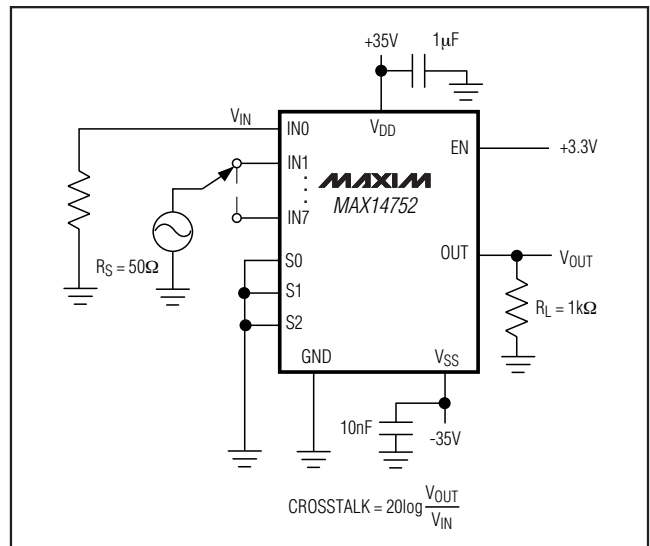 +35V
1µF
VIN
IN0
VDD
EN
+3.3V
IN1
MAXIM
MAX14752
IN7
OUT
VOUT
RS = 50Ω
S0
S1
RL = 1kΩ
S2
GND
VSS
10nF
-35V
CROSSTALK = 20log VOUT
VIN